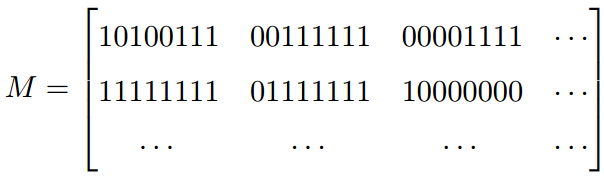 10100111 00111111 00001111 ⋯
M = 11111111 01111111 10000000 ⋯
⋯ ⋯ ⋯ ⋯